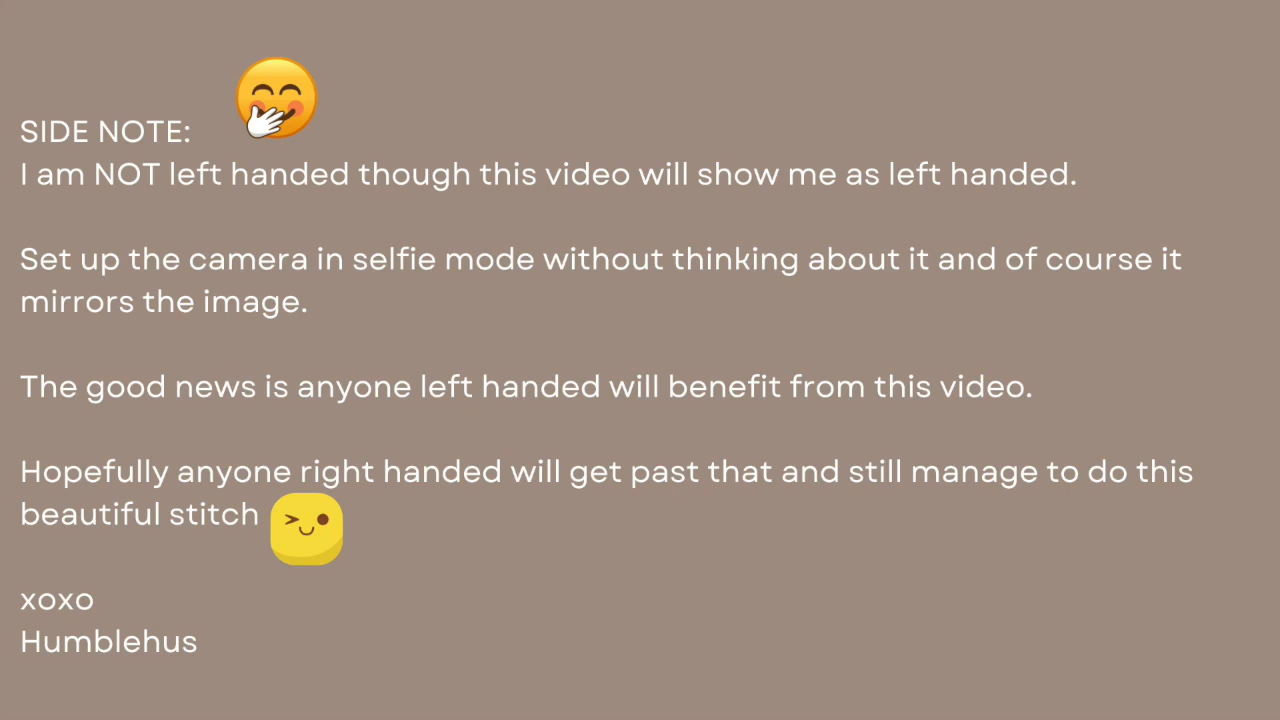 SIDE NOTE:
I am NOT left handed though this video will show me as left handed.
Set up the camera in selfie mode without thinking about it and of course it
mirrors the image.
The good news is anyone left handed will benefit from this video.
Hopefully anyone right handed will get past that and still manage to do this
beautiful stitch
xoxo
Humblehus